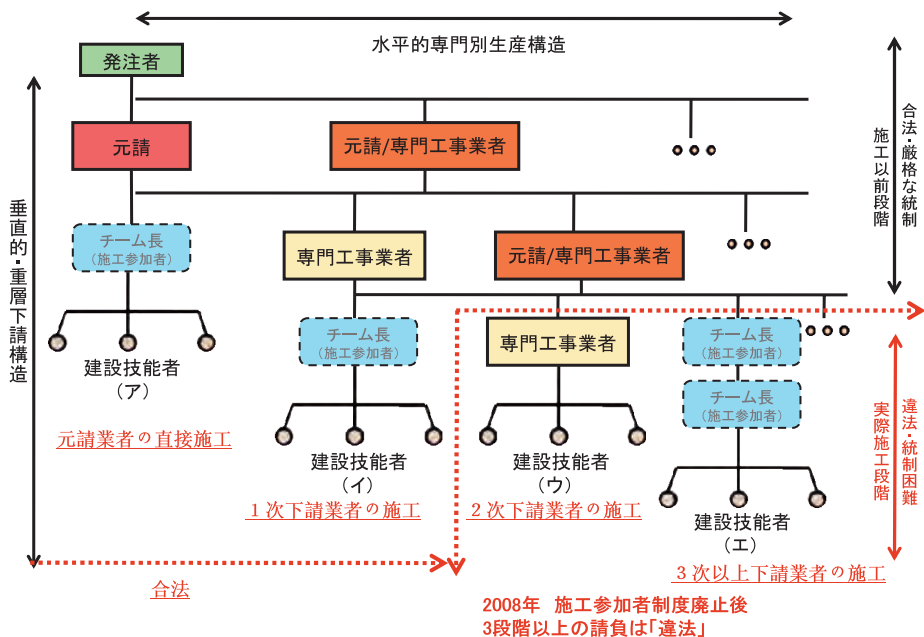 水平的専門別生産構造
発注者
元請
元請/専門工事業者
合法・厳格な統制
施工以前段階
垂直的・重層下請構造
チーム長
(施工参加者)
専門工事業者
元請/専門工事業者
チーム長
(施工参加者)
専門工事業者
チーム長
(施工参加者)
チーム長
(施工参加者)
建設技能者
(ア)
元請業者の直接施工
建設技能者
(イ)
1次下請業者の施工
建設技能者
(ウ)
2次下請業者の施工
建設技能者
(エ)
3次以上下請業者の施工
違法・統制困難
実際施工段階
合法
2008年 施工参加者制度廃止後
3段階以上の請負は「違法」